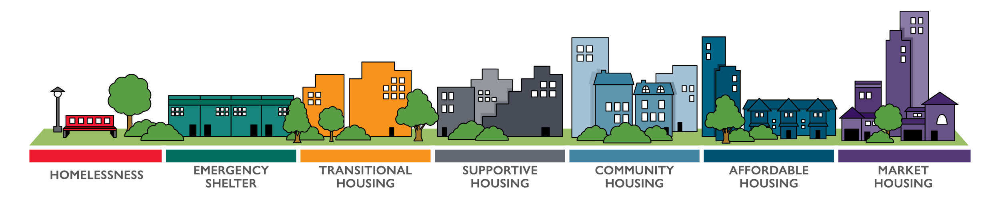 HOMELESSNESS
EMERGENCY
SHELTER
TRANSITIONAL
HOUSING
SUPPORTIVE
HOUSING
COMMUNITY
HOUSING
AFFORDABLE
HOUSING
MARKET
HOUSING